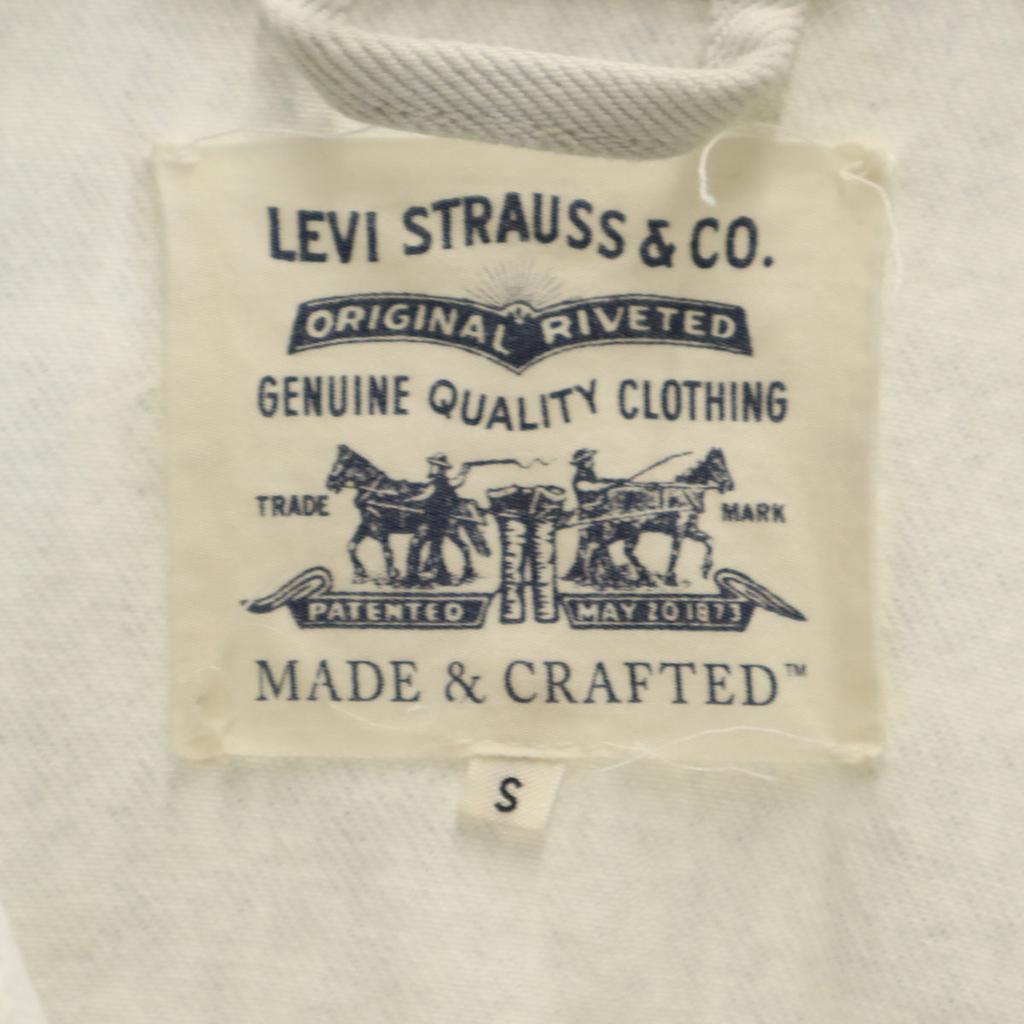 LEVI STRAUSS & CO.
ORIGINAL RIVETED
GENUINE QUALITY CLOTHING
TRADE MARK
PATENTED MAY 20 1873
MADE & CRAFTED™
S